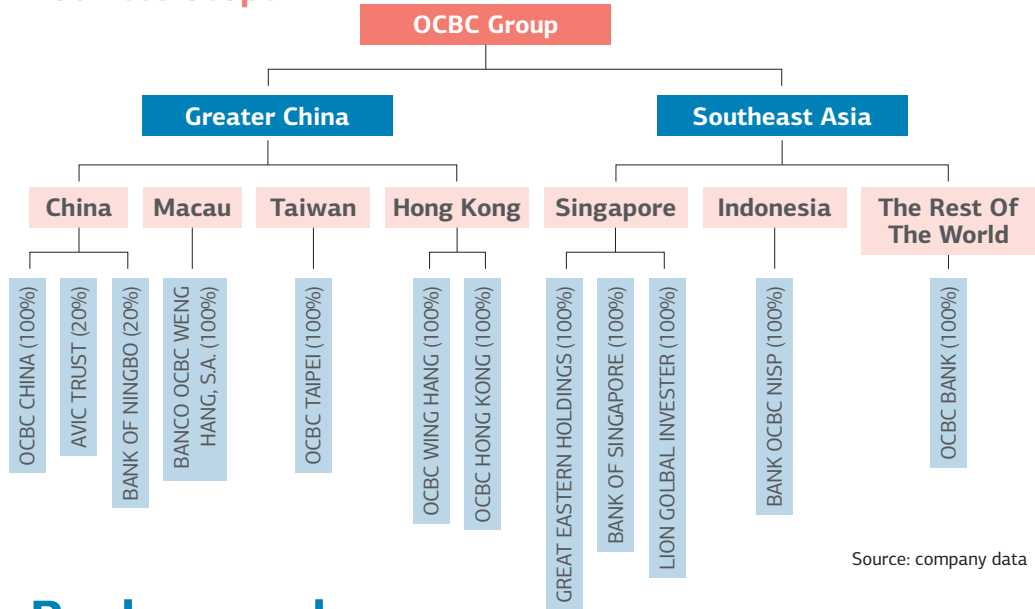 OCBC Group
Greater China
Southeast Asia
China
Macau
Taiwan
Hong Kong
Singapore
Indonesia
The Rest Of
The World
OCBC CHINA (100%)
AVIC TRUST (20%)
BANK OF NINGBO (20%)
BANCO OCBC WENG
HANG, S.A. (100%)
OCBC TAIPEI (100%)
OCBC WING HANG (100%)
OCBC HONG KONG (100%)
GREAT EASTERN HOLDINGS (100%)
BANK OF SINGAPORE (100%)
LION GOLBAL INVESTER (100%)
BANK OCBC NISP (100%)
OCBC BANK (100%)
Source: company data